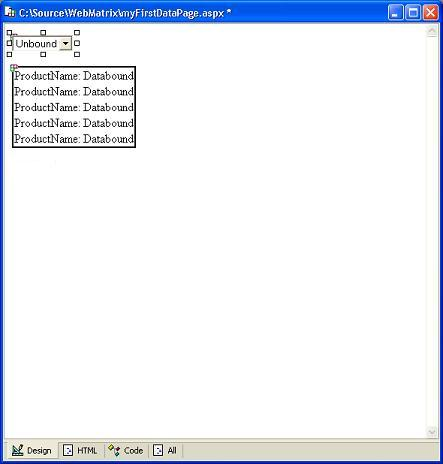 C:\Source\WebMatrix\myFirstDataPage.aspx *
Unbound
ProductName: Databound
ProductName: Databound
ProductName: Databound
ProductName: Databound
ProductName: Databound
Design HTML Code All